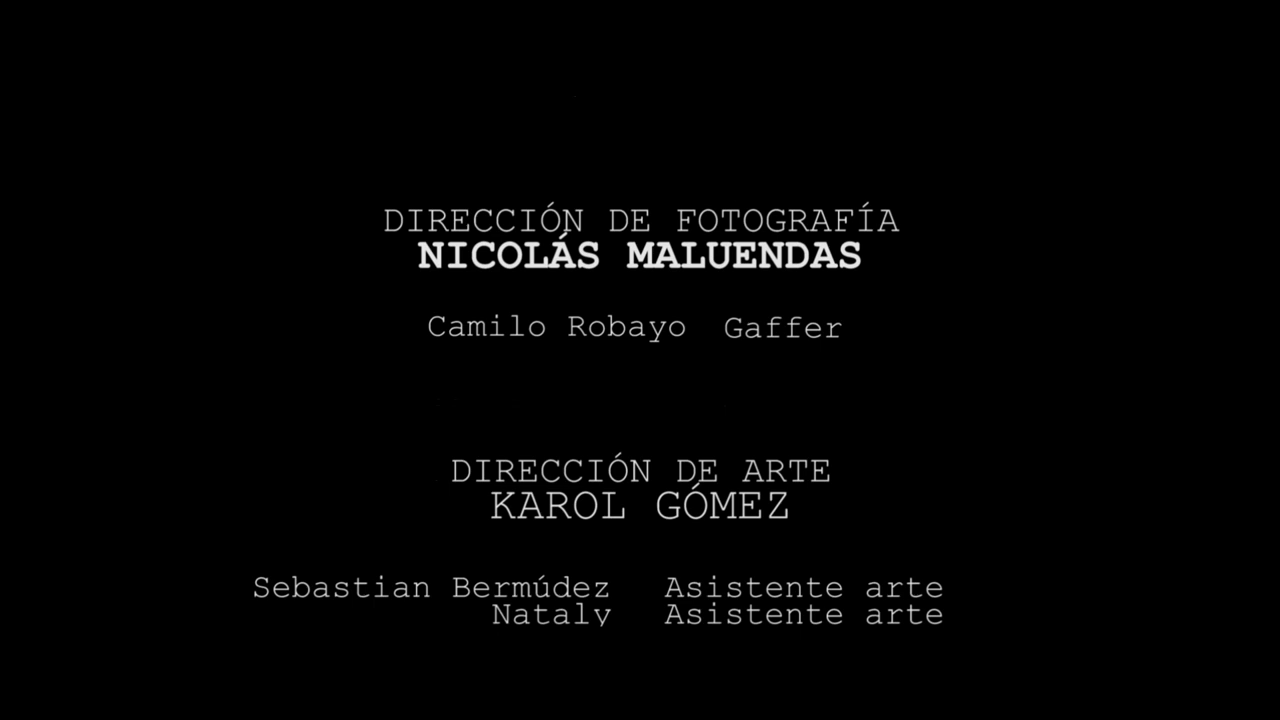 DIRECCIÓN DE FOTOGRAFÍA
NICOLÁS MALUENDAS
Camilo Robayo Gaffer
DIRECCIÓN DE ARTE
KAROL GÓMEZ
Sebastian Bermúdez Asistente arte
Nataly Asistente arte